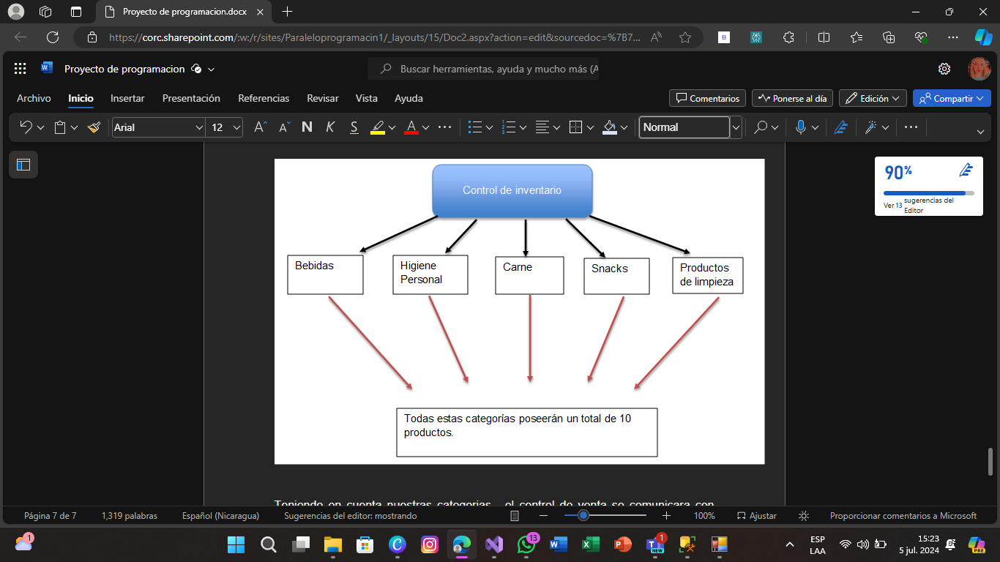 Proyecto de programacion.docx
https://corc.sharepoint.com/:w:/r/sites/Paraleloprogramacin1/_layouts/15/Doc2.aspx?action=edit&sourcedoc=%7B7...
Proyecto de programacion
Buscar herramientas, ayuda y mucho más (A
Archivo Inicio Insertar Presentación Referencias Revisar Vista Ayuda
Comentarios Ponerse al día Edición Compartir
Arial 12 N K S Normal
90%
Ver 13 sugerencias del Editor
Control de inventario
Bebidas
Higiene
Personal
Carne
Snacks
Productos
de limpieza
Todas estas categorías poseerán un total de 10
productos.
Teniendo en cuenta nuestras categorias, el control de venta se comunicara con
Página 7 de 7 1,319 palabras Español (Nicaragua) Sugerencias del editor: mostrando 100% Ajustar Proporcionar comentarios a Microsoft
1 13 1 NEW
ESP
LAA
15:23
5 jul. 2024
PRE